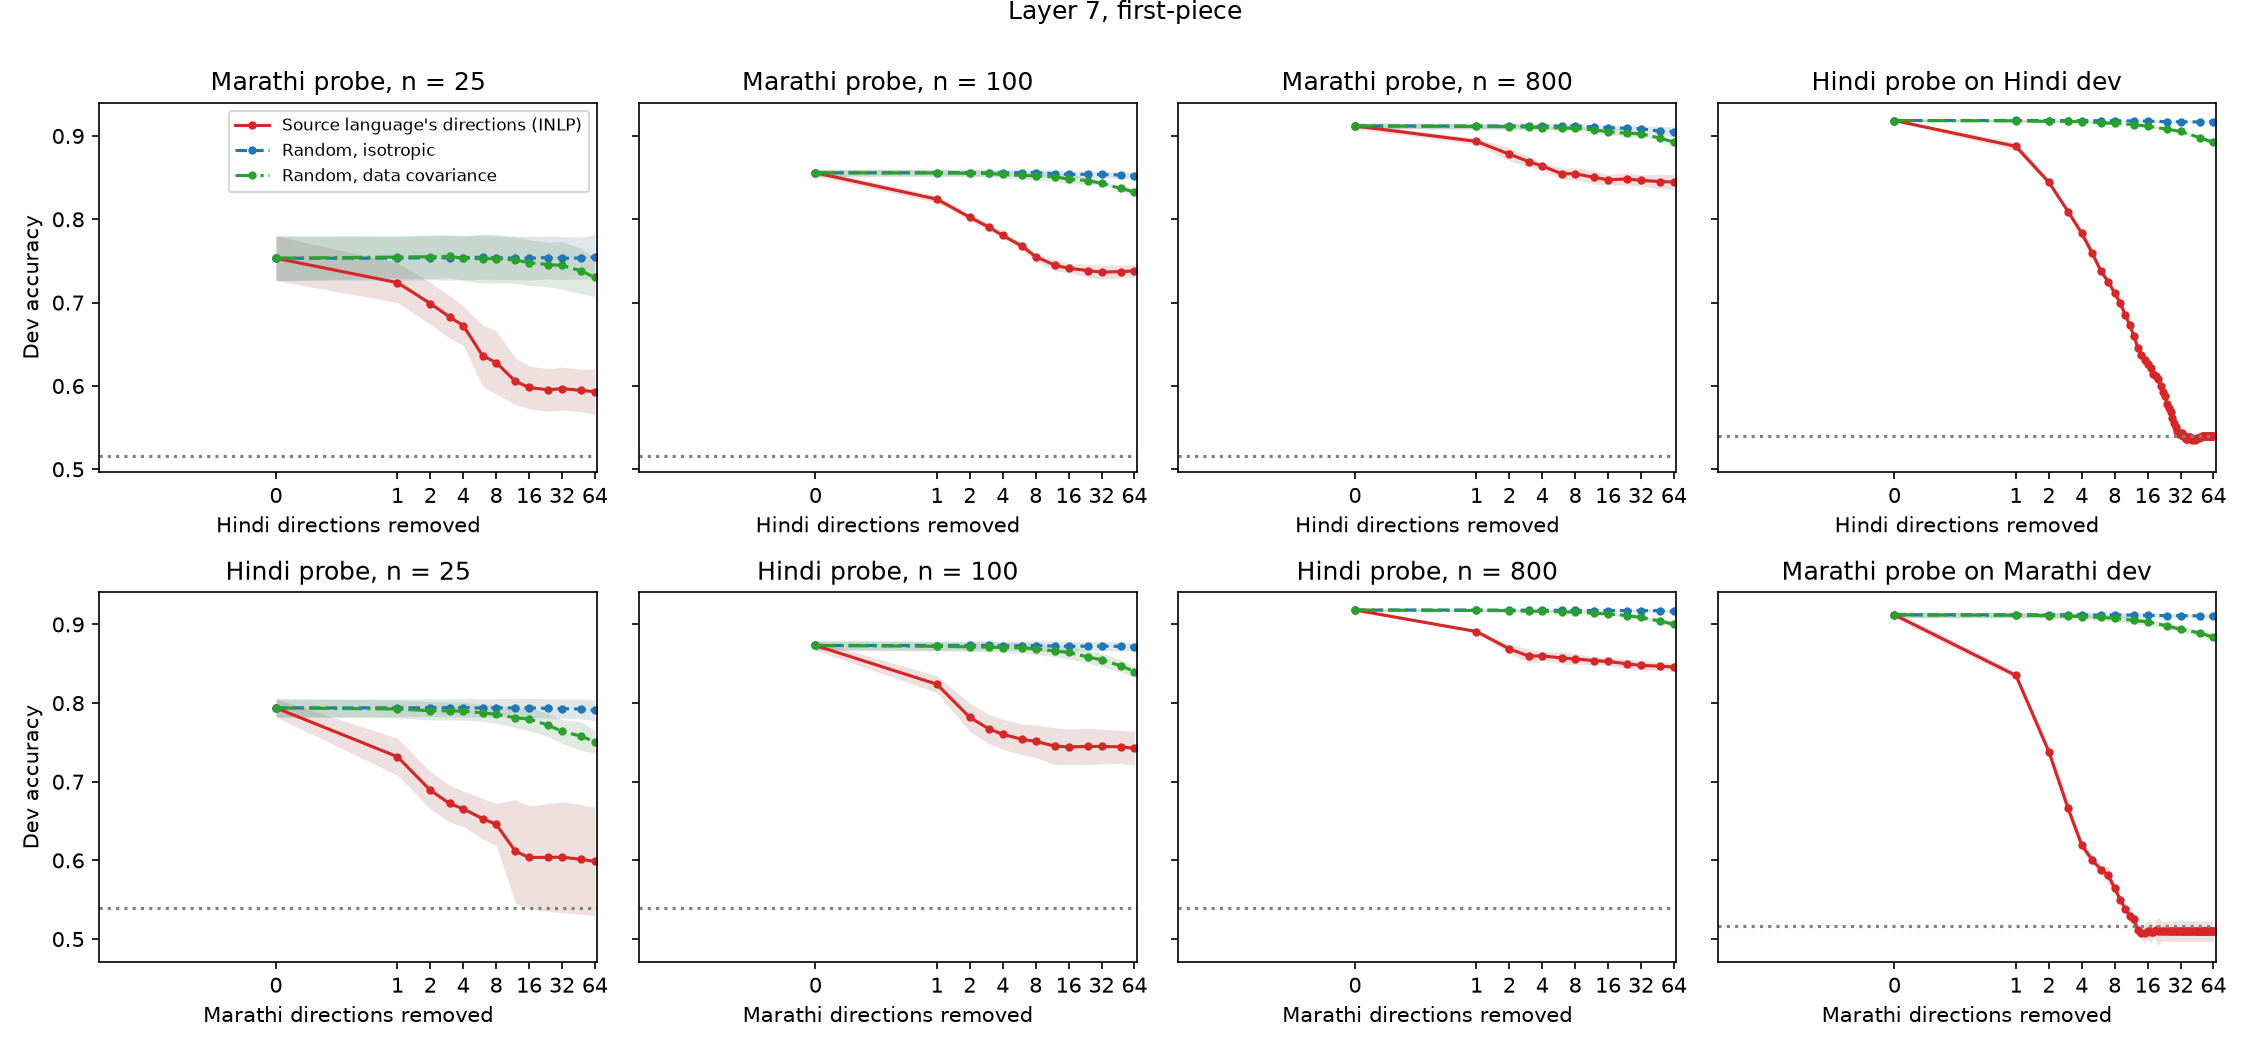 Layer 7, first-piece
Marathi probe, n = 25
Marathi probe, n = 100
Marathi probe, n = 800
Hindi probe on Hindi dev
Source language's directions (INLP)
Random, isotropic
Random, data covariance
Dev accuracy
0.9
0.8
0.7
0.6
0.5
0 1 2 4 8 16 32 64
0 1 2 4 8 16 32 64
0 1 2 4 8 16 32 64
0 1 2 4 8 16 32 64
Hindi directions removed
Hindi directions removed
Hindi directions removed
Hindi directions removed
Hindi probe, n = 25
Hindi probe, n = 100
Hindi probe, n = 800
Marathi probe on Marathi dev
Dev accuracy
0.9
0.8
0.7
0.6
0.5
0 1 2 4 8 16 32 64
0 1 2 4 8 16 32 64
0 1 2 4 8 16 32 64
0 1 2 4 8 16 32 64
Marathi directions removed
Marathi directions removed
Marathi directions removed
Marathi directions removed